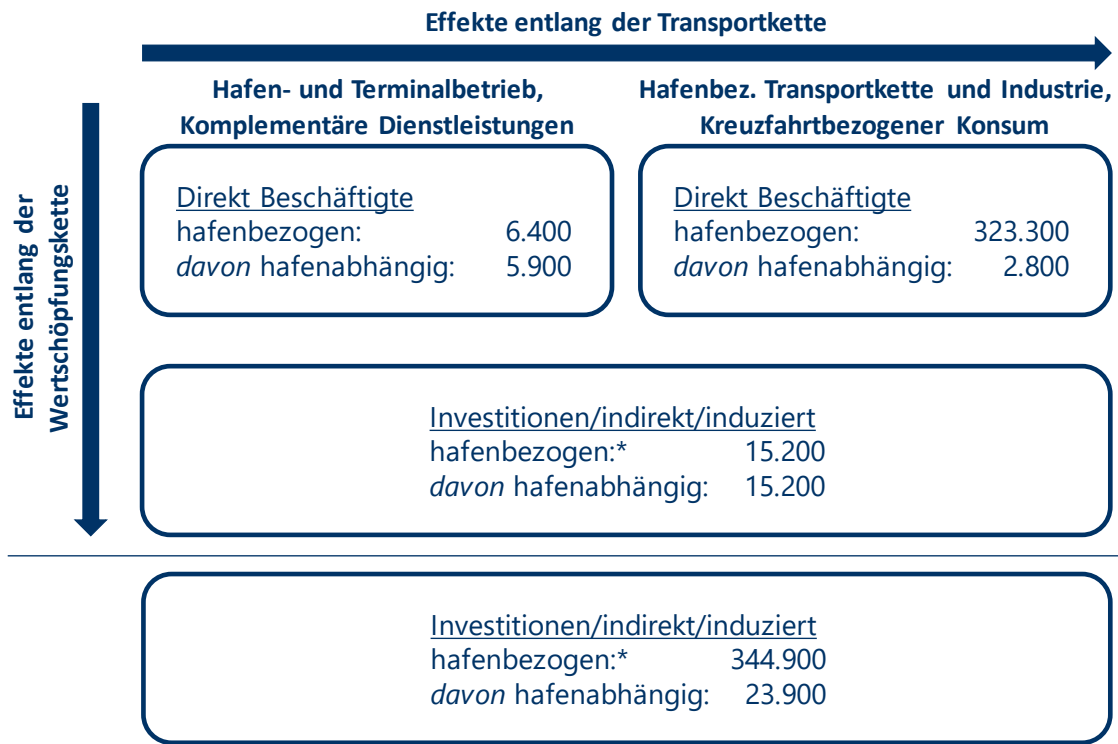 Effekte entlang der Transportkette
Hafen- und Terminalbetrieb,
Komplementäre Dienstleistungen
Hafenbez. Transportkette und Industrie,
Kreuzfahrtbezogener Konsum
Effekte entlang der
Wertschöpfungskette
Direkt Beschäftigte
hafenbezogen: 6.400
davon hafenabhängig: 5.900
Direkt Beschäftigte
hafenbezogen: 323.300
davon hafenabhängig: 2.800
Investitionen/indirekt/induziert
hafenbezogen:* 15.200
davon hafenabhängig: 15.200
Investitionen/indirekt/induziert
hafenbezogen:* 344.900
davon hafenabhängig: 23.900